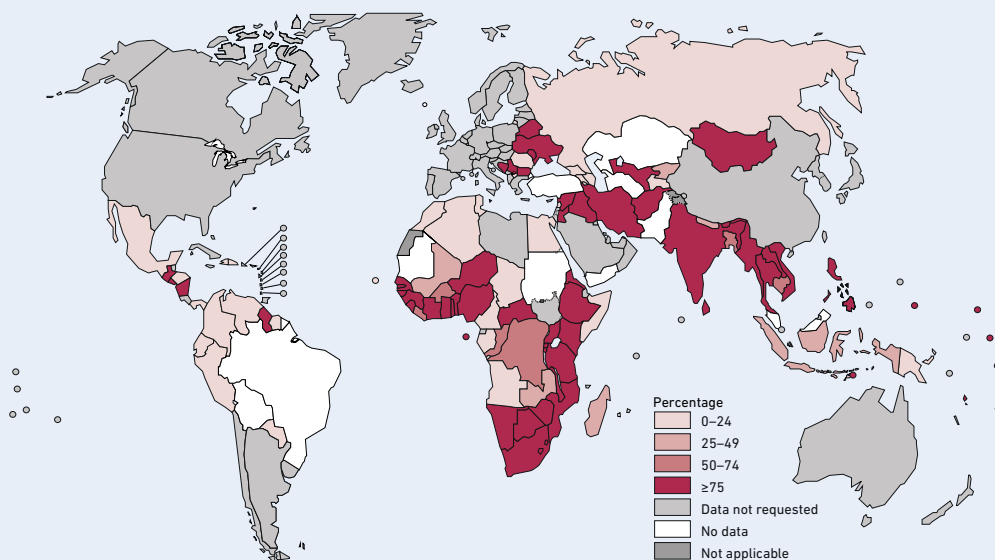 Percentage
0–24
25–49
50–74
≥75
Data not requested
No data
Not applicable